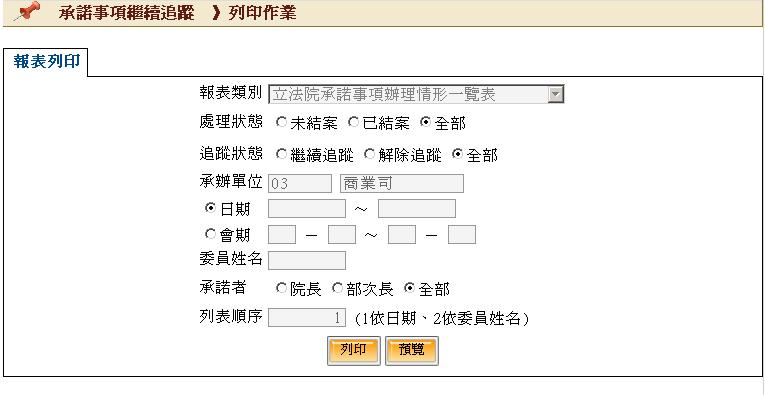 承諾事項繼續追蹤 》列印作業
報表列印
報表類別 立法院承諾事項辦理情形一覽表
處理狀態 未結案 已結案 全部
追蹤狀態 繼續追蹤 解除追蹤 全部
承辦單位 03 商業司
日期 ～
會期 － ～ －
委員姓名
承諾者 院長 部次長 全部
列表順序 1 (1依日期、2依委員姓名)
列印 預覽